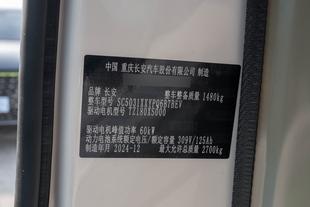 中国 重庆长安汽车股份有限公司 制造
品牌 长安 整车整备质量 1480kg
整车型号 SC5031XXYPQ6B7BEV
驱动电机型号 TZ180XS000
驱动电机峰值功率 60kW
动力电池系统额定电压/额定容量 309V/125Ah
制造年月 2024-12 最大允许总质量 2700kg